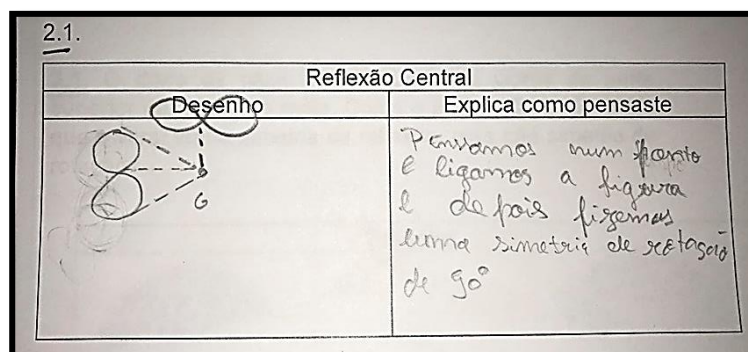 2.1.
Reflexão Central
Desenho
Explica como pensaste
G
Pensamos num ponto
e ligamos a figura
e depois fizemos
uma simetria de rotação
de 90°